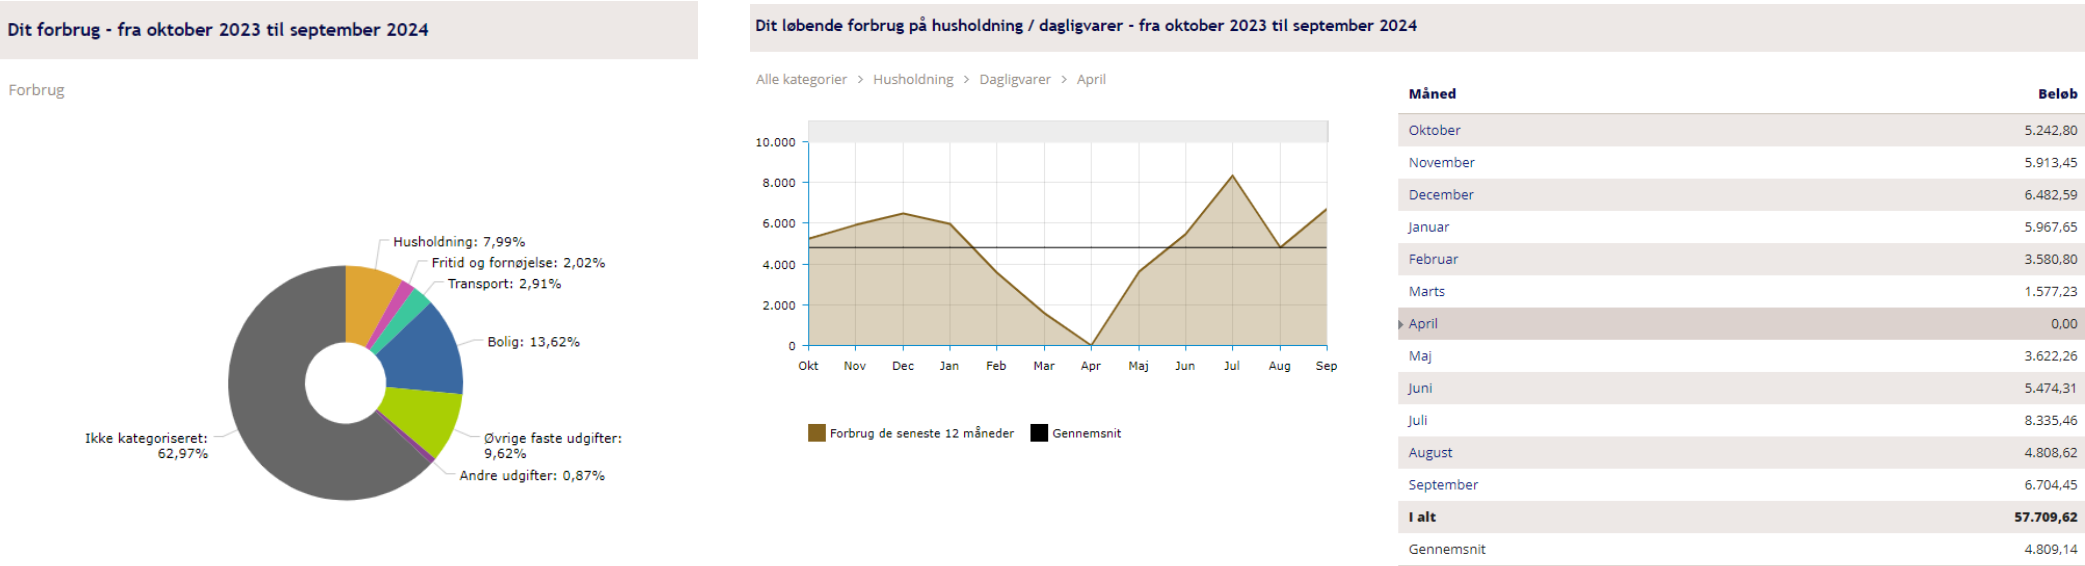 Dit forbrug - fra oktober 2023 til september 2024
Forbrug
Husholdning: 7,99%
Fritid og fornøjelse: 2,02%
Transport: 2,91%
Bolig: 13,62%
Øvrige faste udgifter:
9,62%
Andre udgifter: 0,87%
Ikke kategoriseret:
62,97%
Dit løbende forbrug på husholdning / dagligvarer - fra oktober 2023 til september 2024
Alle kategorier > Husholdning > Dagligvarer > April
10.000
8.000
6.000
4.000
2.000
0
Okt Nov Dec Jan Feb Mar Apr Maj Jun Jul Aug Sep
Forbrug de seneste 12 måneder Gennemsnit
Måned Beløb
Oktober 5.242,80
November 5.913,45
December 6.482,59
Januar 5.967,65
Februar 3.580,80
Marts 1.577,23
April 0,00
Maj 3.622,26
Juni 5.474,31
Juli 8.335,46
August 4.808,62
September 6.704,45
I alt 57.709,62
Gennemsnit 4.809,14